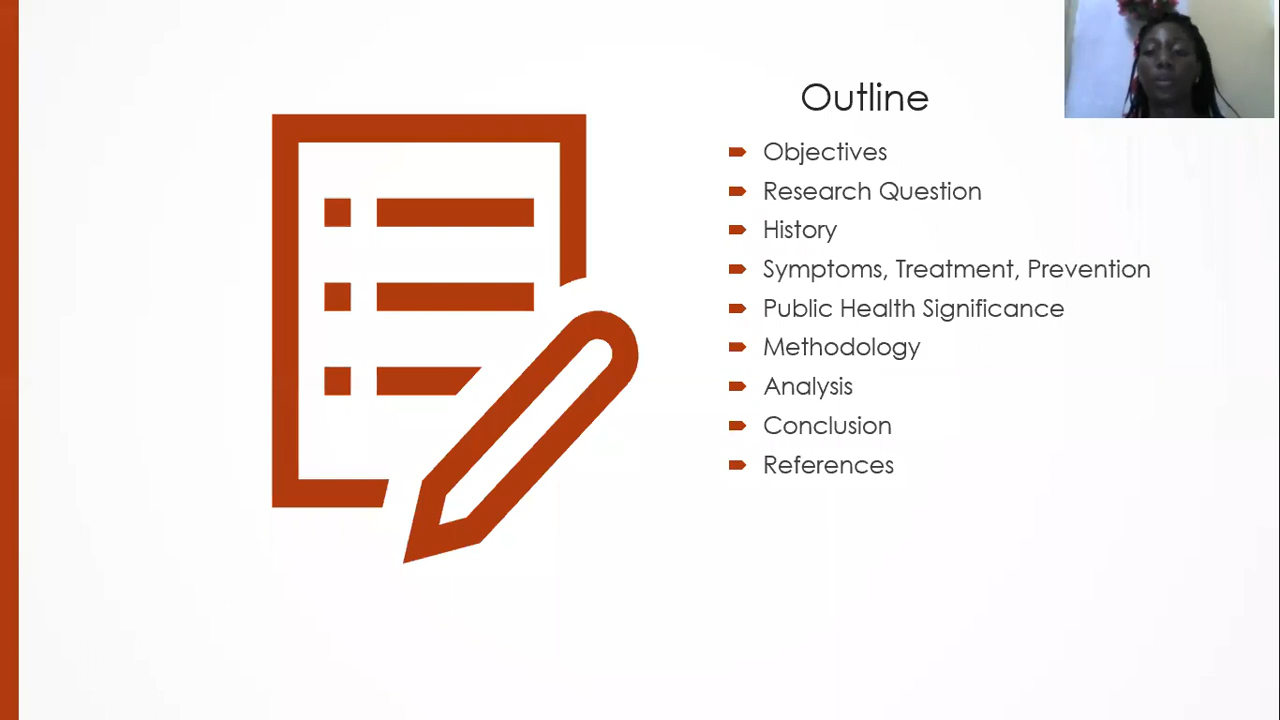 Outline
Objectives
Research Question
History
Symptoms, Treatment, Prevention
Public Health Significance
Methodology
Analysis
Conclusion
References